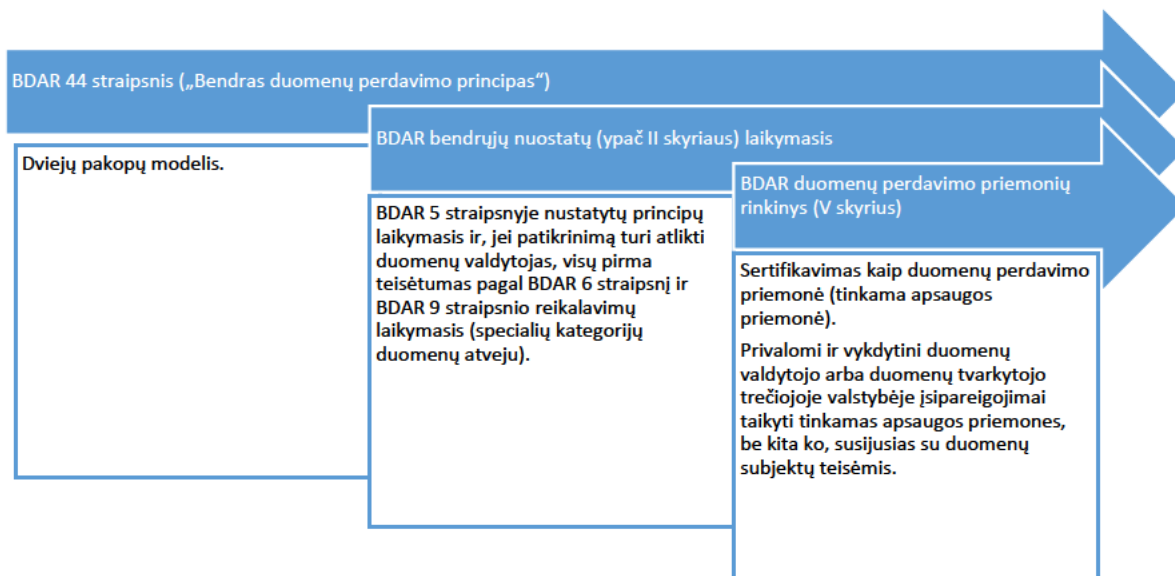 BDAR 44 straipsnis („Bendras duomenų perdavimo principas“)
Dviejų pakopų modelis.
BDAR bendrųjų nuostatų (ypač II skyriaus) laikymasis
BDAR 5 straipsnyje nustatytų principų
laikymasis ir, jei patikrinimą turi atlikti
duomenų valdytojas, visų pirma
teisėtumas pagal BDAR 6 straipsnį ir
BDAR 9 straipsnio reikalavimų
laikymasis (specialių kategorijų
duomenų atveju).
BDAR duomenų perdavimo priemonių
rinkinys (V skyrius)
Sertifikavimas kaip duomenų perdavimo
priemonė (tinkama apsaugos
priemonė).
Privalomi ir vykdytini duomenų
valdytojo arba duomenų tvarkytojo
trečiojoje valstybėje įsipareigojimai
taikyti tinkamas apsaugos priemones,
be kita ko, susijusias su duomenų
subjektų teisėmis.